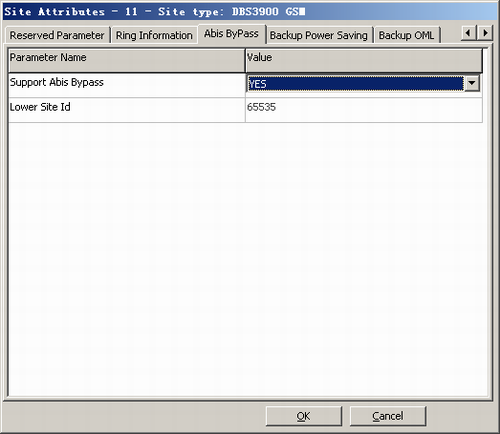 Site Attributes - 11 - Site type: DBS3900 GSM
Reserved Parameter Ring Information Abis ByPass Backup Power Saving Backup OML
Parameter Name Value
Support Abis Bypass YES
Lower Site Id 65535
OK Cancel